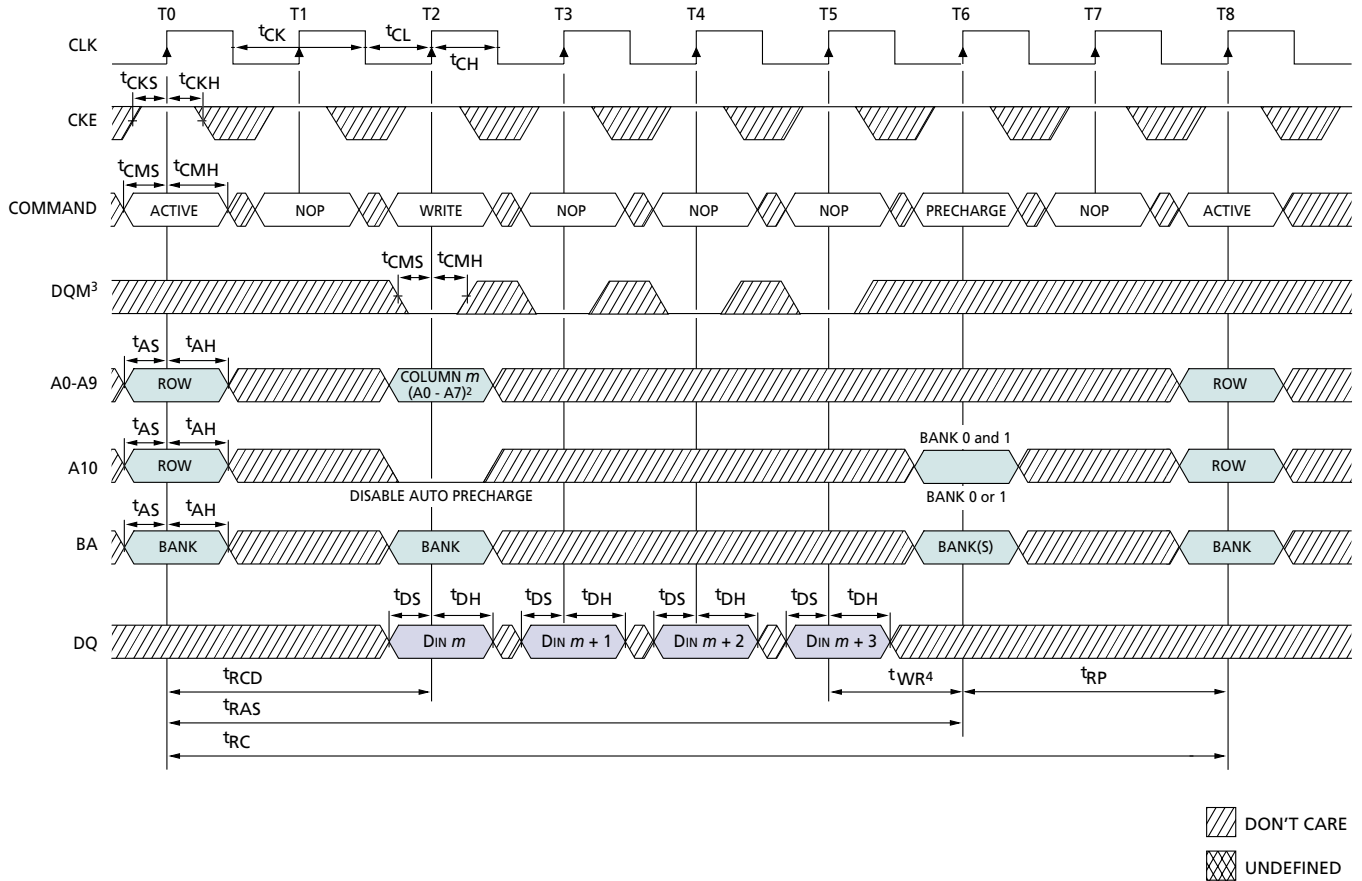 T0 T1 T2 T3 T4 T5 T6 T7 T8
CLK
tCK tCL
tCH
tCKS tCKH
CKE
tCMS tCMH
COMMAND ACTIVE NOP WRITE NOP NOP NOP PRECHARGE NOP ACTIVE
tCMS tCMH
DQM3
tAS tAH
A0-A9 ROW COLUMN m ROW
(A0 - A7)2
tAS tAH
BANK 0 and 1
A10 ROW ROW
DISABLE AUTO PRECHARGE BANK 0 or 1
tAS tAH
BA BANK BANK BANK(S) BANK
tDS tDH tDS tDH tDS tDH tDS tDH
DQ DIN m DIN m + 1 DIN m + 2 DIN m + 3
tRCD tWR4 tRP
tRAS
tRC
DON'T CARE
UNDEFINED